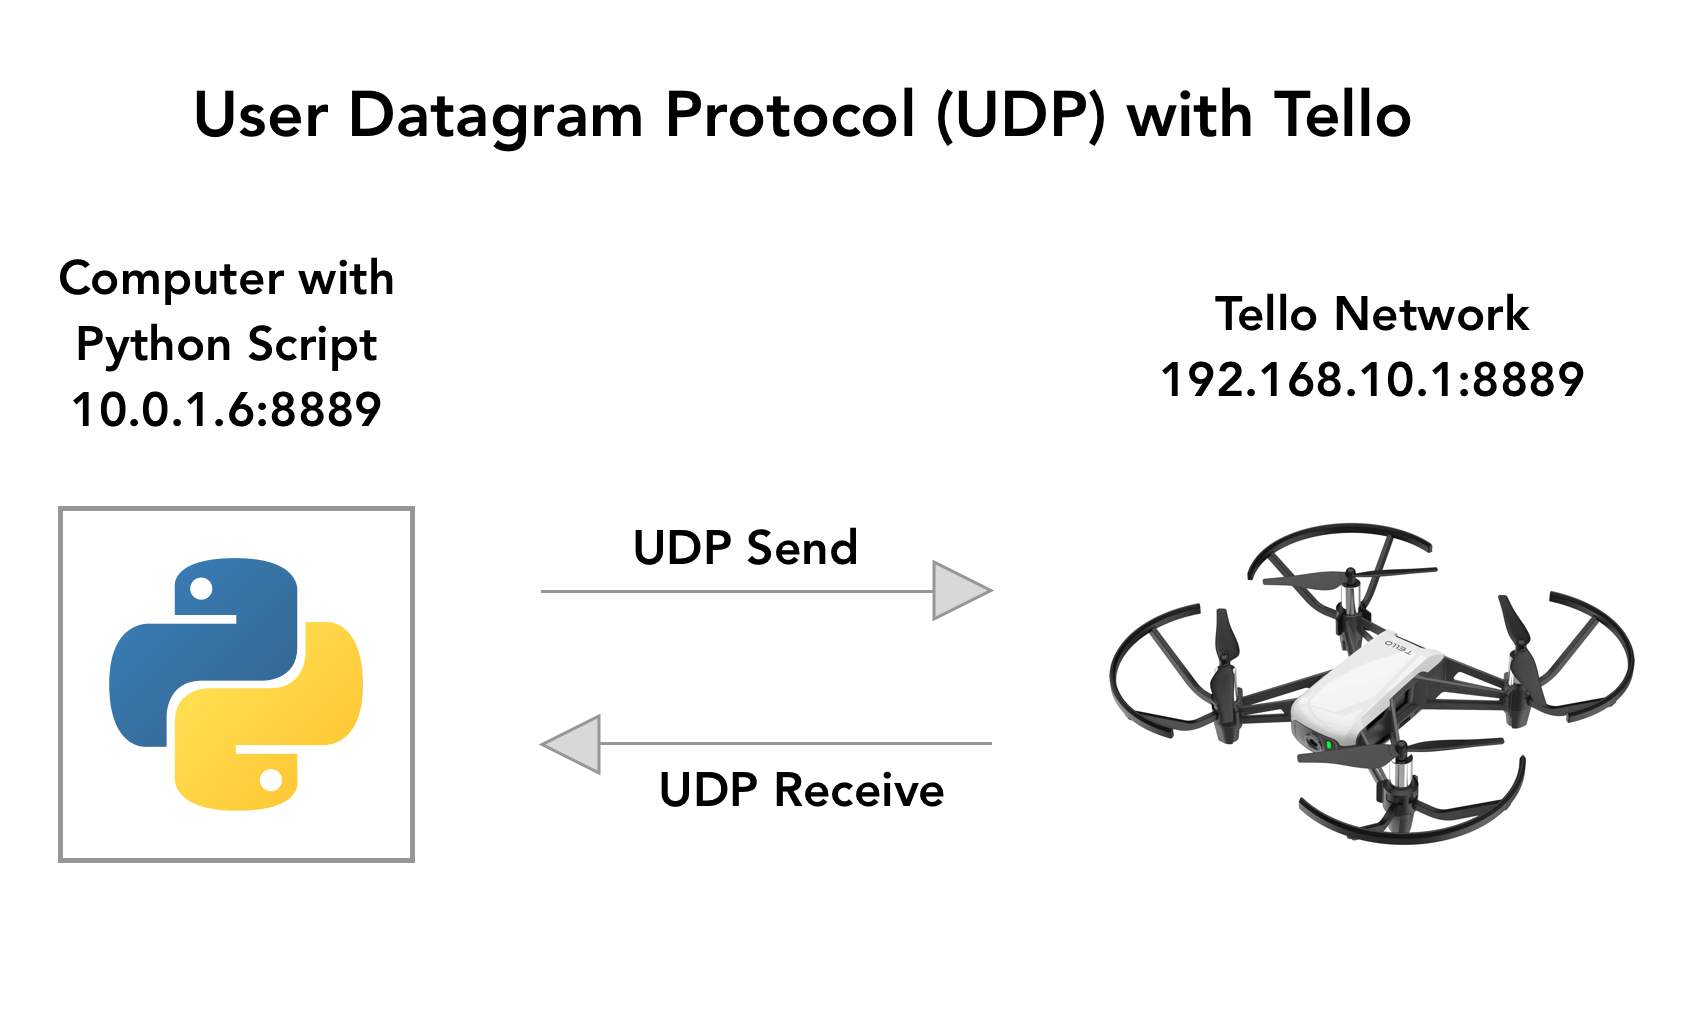 User Datagram Protocol (UDP) with Tello
Computer with
Python Script
10.0.1.6:8889
Tello Network
192.168.10.1:8889
UDP Send
TELLO
UDP Receive